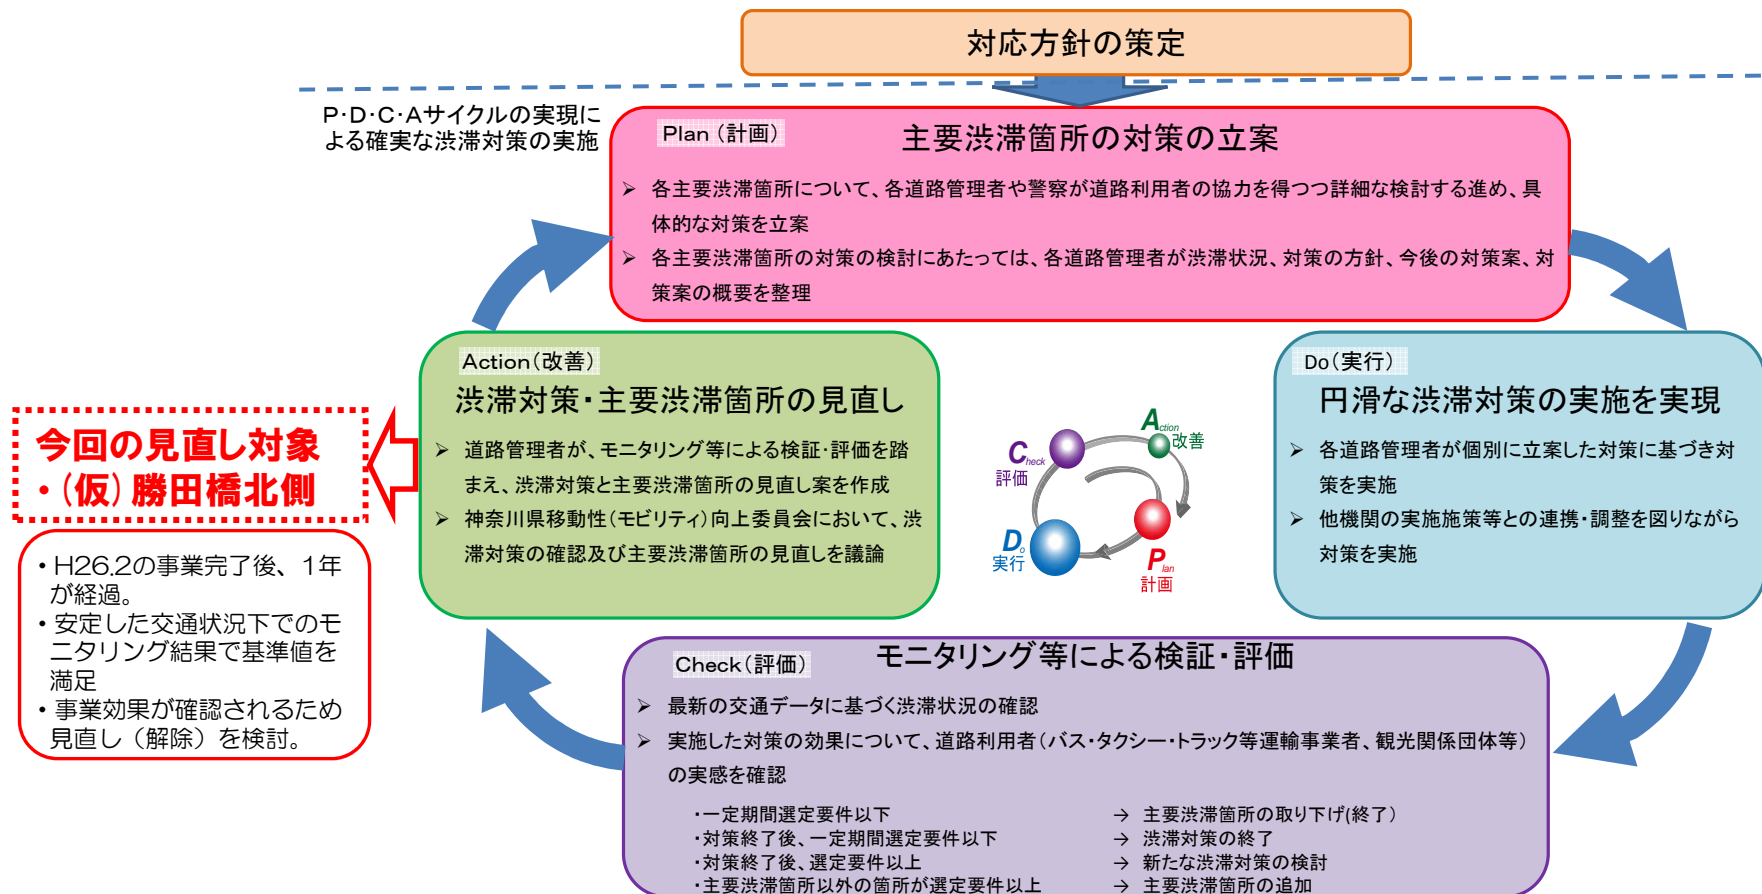 対応方針の策定
P・D・C・Aサイクルの実現に
よる確実な渋滞対策の実施
Plan（計画）
主要渋滞箇所の対策の立案
➢ 各主要渋滞箇所について、各道路管理者や警察が道路利用者の協力を得つつ詳細な検討する進め、具
体的な対策を立案
➢ 各主要渋滞箇所の対策の検討にあたっては、各道路管理者が渋滞状況、対策の方針、今後の対策案、対
策案の概要を整理
Action（改善）
渋滞対策・主要渋滞箇所の見直し
➢ 道路管理者が、モニタリング等による検証・評価を踏
まえ、渋滞対策と主要渋滞箇所の見直し案を作成
➢ 神奈川県移動性（モビリティ）向上委員会において、渋
滞対策の確認及び主要渋滞箇所の見直しを議論
今回の見直し対象
・（仮）勝田橋北側
・H26.2の事業完了後、1年
が経過。
・安定した交通状況下でのモ
ニタリング結果で基準値を
満足
・事業効果が確認されるため
見直し（解除）を検討。
Action
改善
Check
評価
Do
実行
Plan
計画
Do（実行）
円滑な渋滞対策の実施を実現
➢ 各道路管理者が個別に立案した対策に基づき対
策を実施
➢ 他機関の実施施策等との連携・調整を図りながら
対策を実施
Check（評価）
モニタリング等による検証・評価
➢ 最新の交通データに基づく渋滞状況の確認
➢ 実施した対策の効果について、道路利用者（バス・タクシー・トラック等運輸事業者、観光関係団体等）
の実感を確認
・一定期間選定要件以下 → 主要渋滞箇所の取り下げ(終了）
・対策終了後、一定期間選定要件以下 → 渋滞対策の終了
・対策終了後、選定要件以上 → 新たな渋滞対策の検討
・主要渋滞箇所以外の箇所が選定要件以上 → 主要渋滞箇所の追加